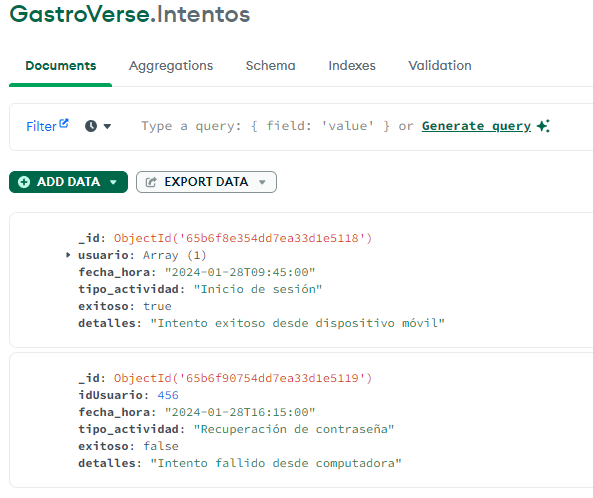 GastroVerse.Intentos
Documents Aggregations Schema Indexes Validation
Filter Type a query: { field: 'value' } or Generate query
ADD DATA EXPORT DATA
_id: ObjectId('65b6f8e354dd7ea33d1e5118')
usuario: Array (1)
fecha_hora: "2024-01-28T09:45:00"
tipo_actividad: "Inicio de sesión"
exitoso: true
detalles: "Intento exitoso desde dispositivo móvil"
_id: ObjectId('65b6f90754dd7ea33d1e5119')
idUsuario: 456
fecha_hora: "2024-01-28T16:15:00"
tipo_actividad: "Recuperación de contraseña"
exitoso: false
detalles: "Intento fallido desde computadora"